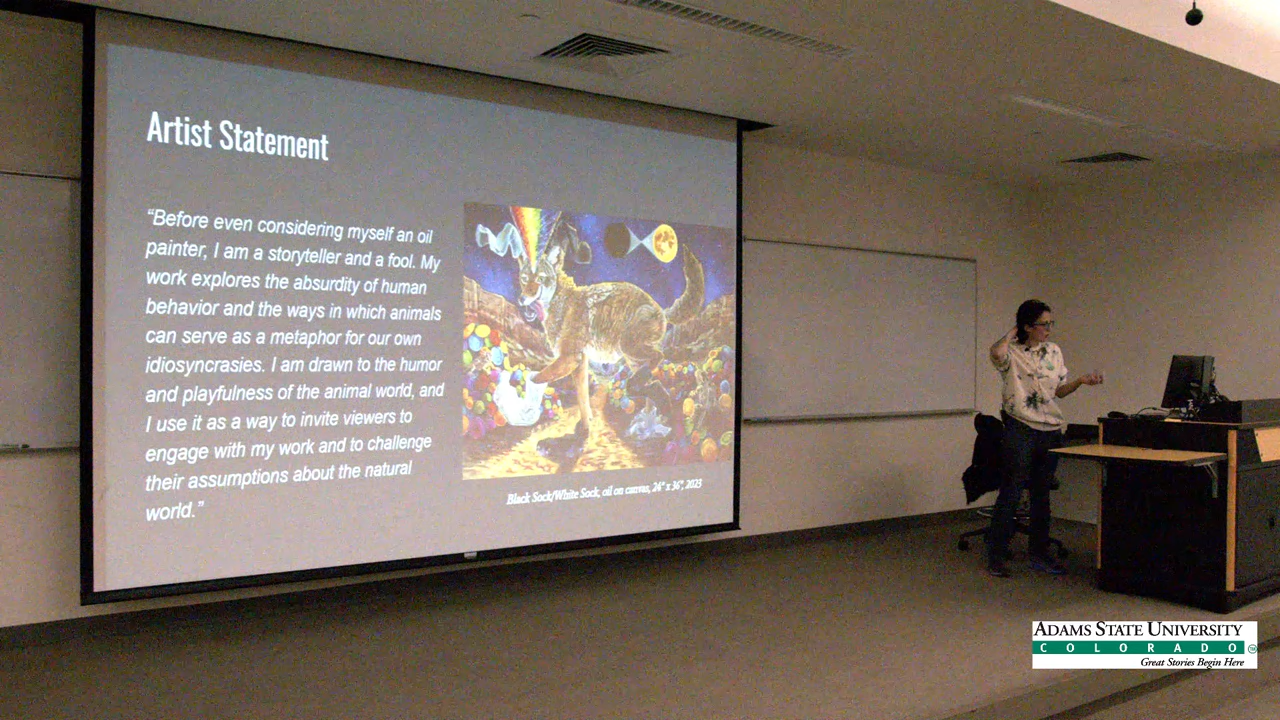 Artist Statement
“Before even considering myself an oil
painter, I am a storyteller and a fool. My
work explores the absurdity of human
behavior and the ways in which animals
can serve as a metaphor for our own
idiosyncrasies. I am drawn to the humor
and playfulness of the animal world, and
I use it as a way to invite viewers to
engage with my work and to challenge
their assumptions about the natural
world.”
Black Sock/White Sock, oil on canvas, 24" x 36", 2023
ADAMS STATE UNIVERSITY
COLORADO
Great Stories Begin Here